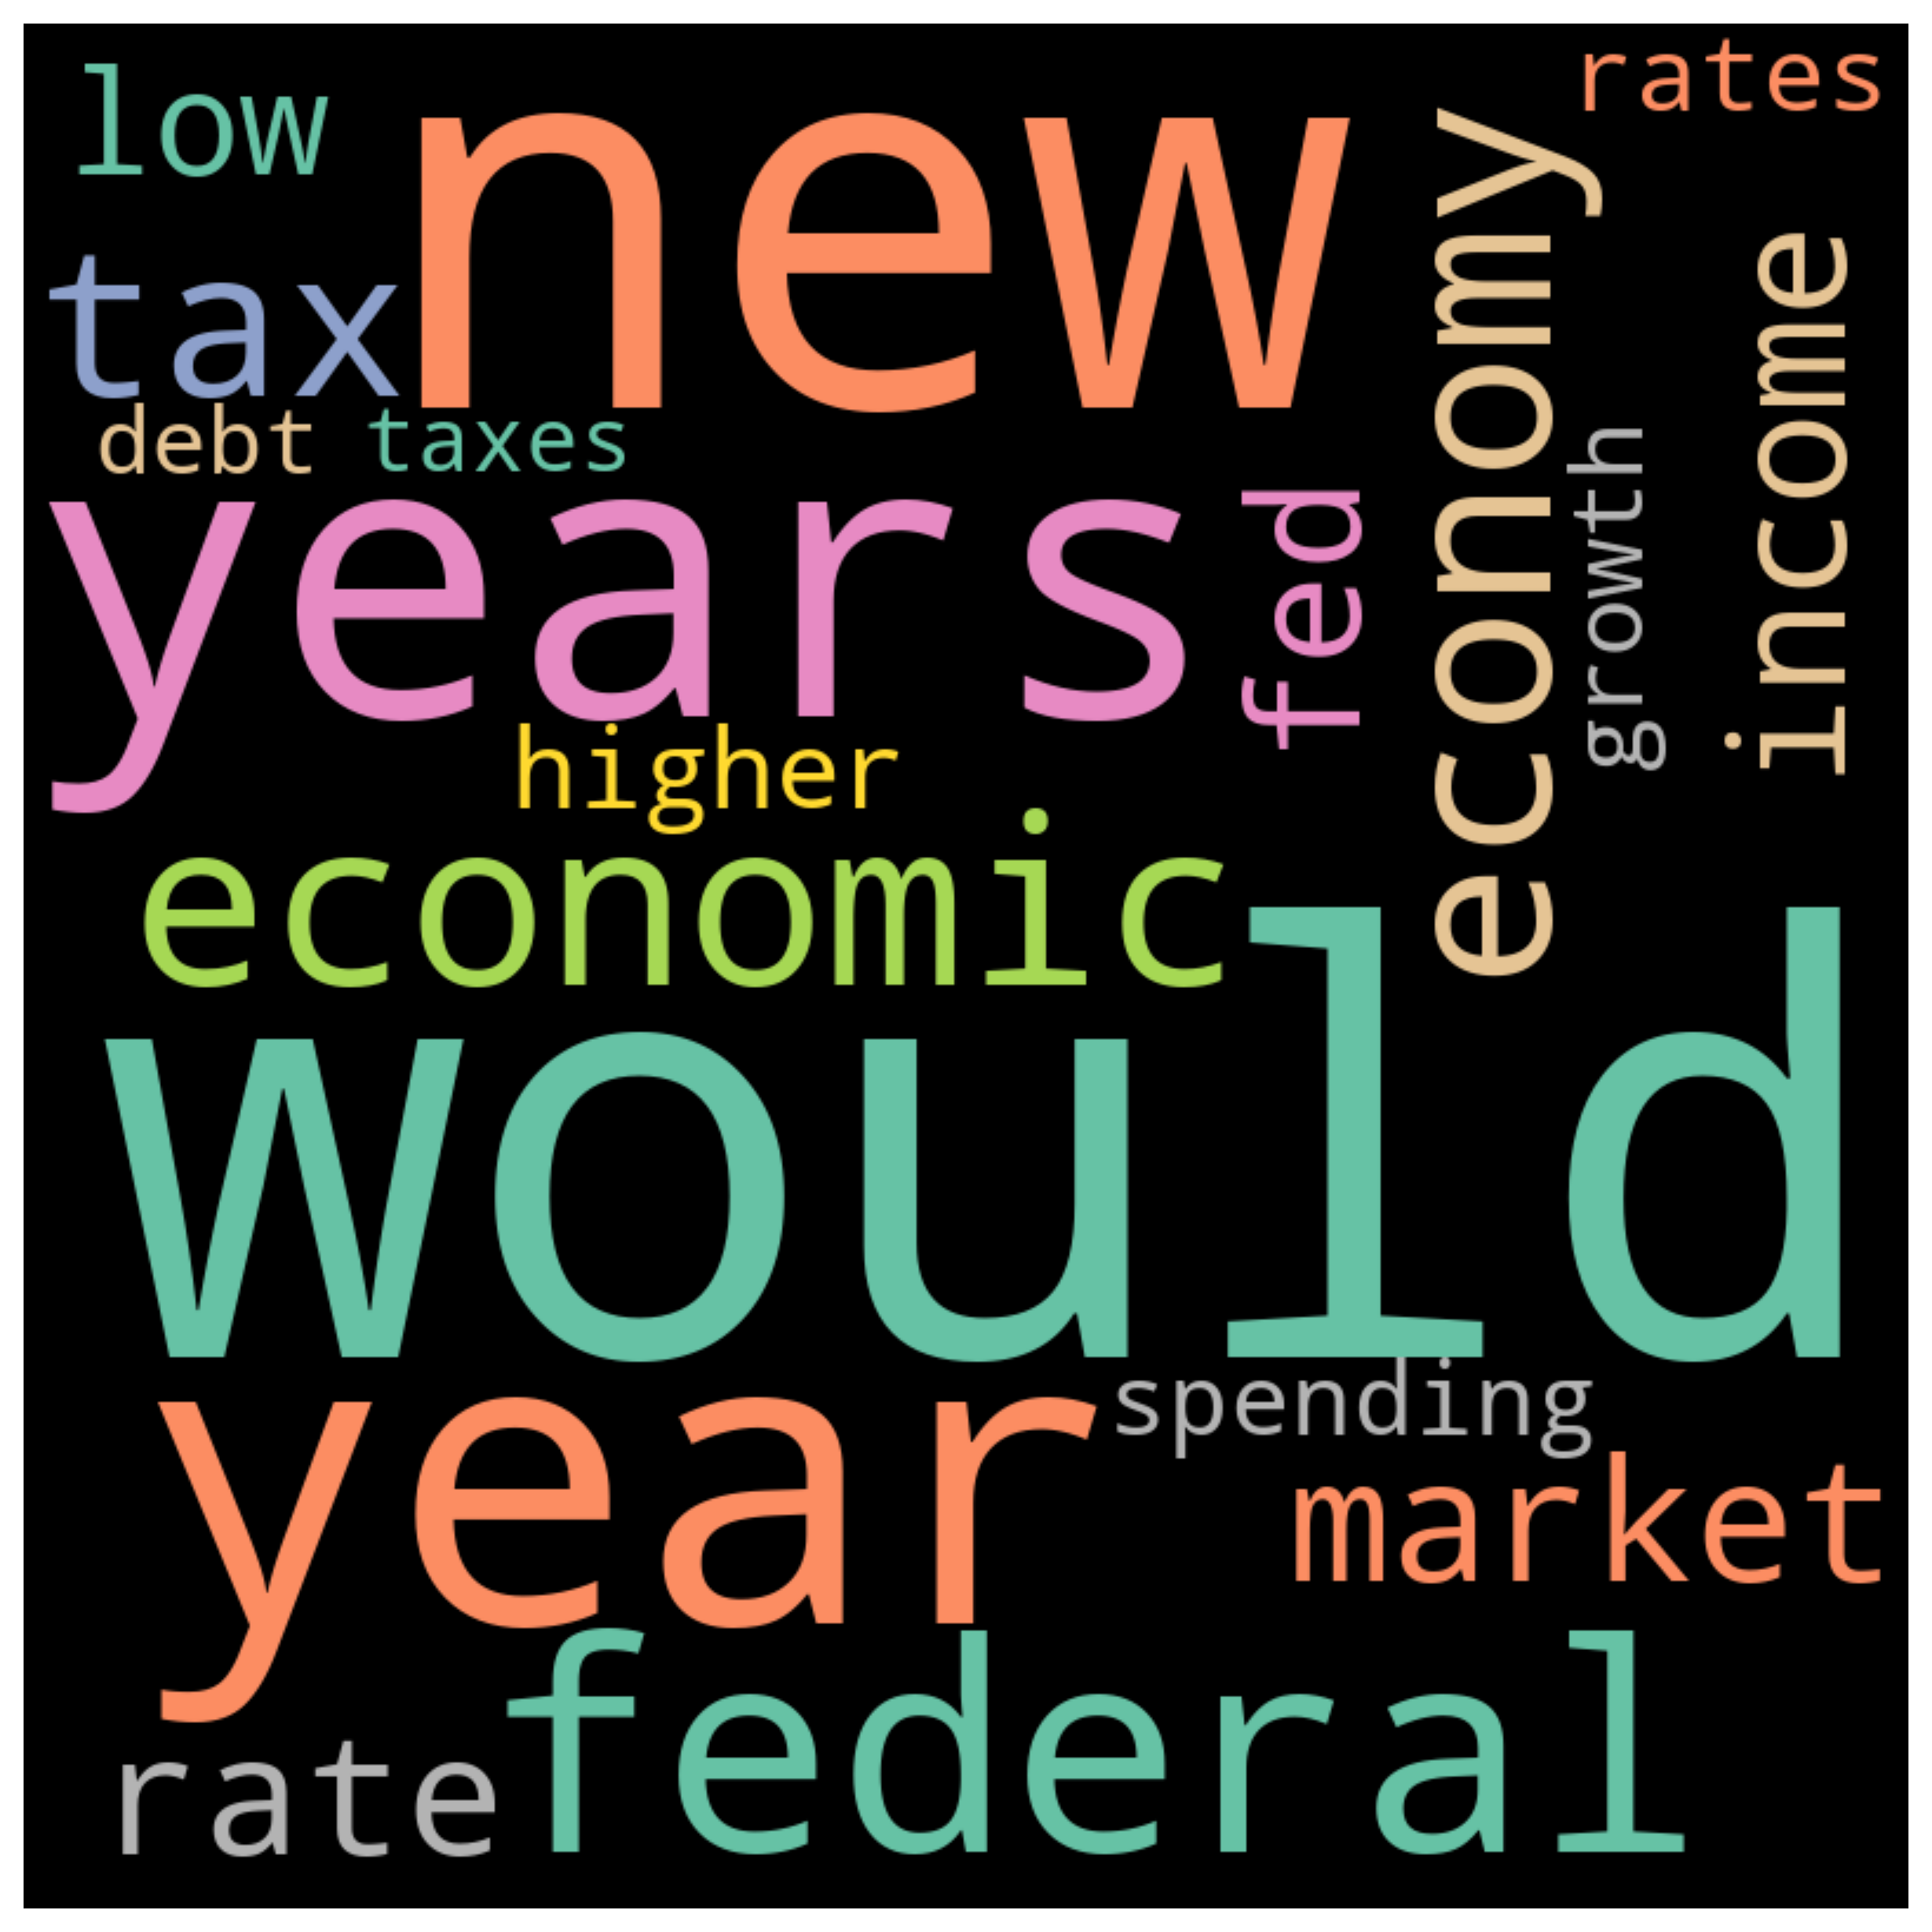 low
new
rates
tax
economy
income
debt
taxes
years
fed
growth
higher
economic
would
spending
year
market
federal
rate